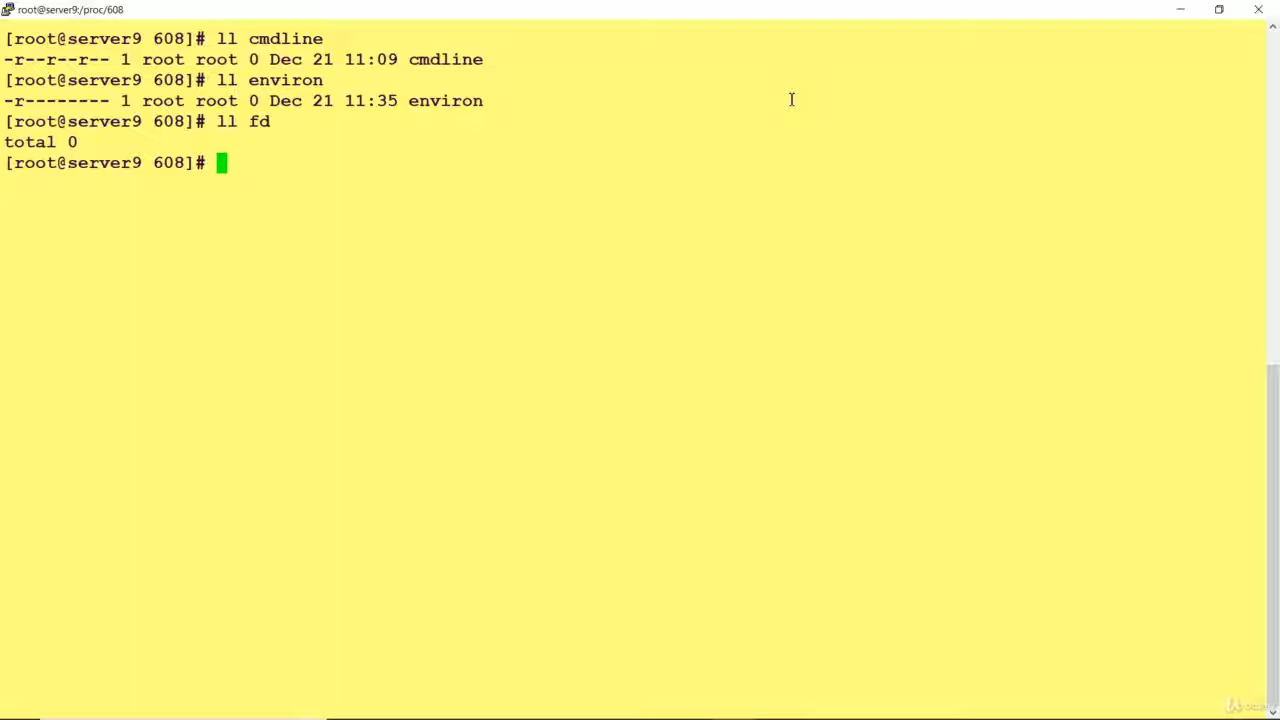 root@server9:/proc/608
[root@server9 608]# ll cmdline
-r--r--r-- 1 root root 0 Dec 21 11:09 cmdline
[root@server9 608]# ll environ
-r-------- 1 root root 0 Dec 21 11:35 environ
[root@server9 608]# ll fd
total 0
[root@server9 608]#